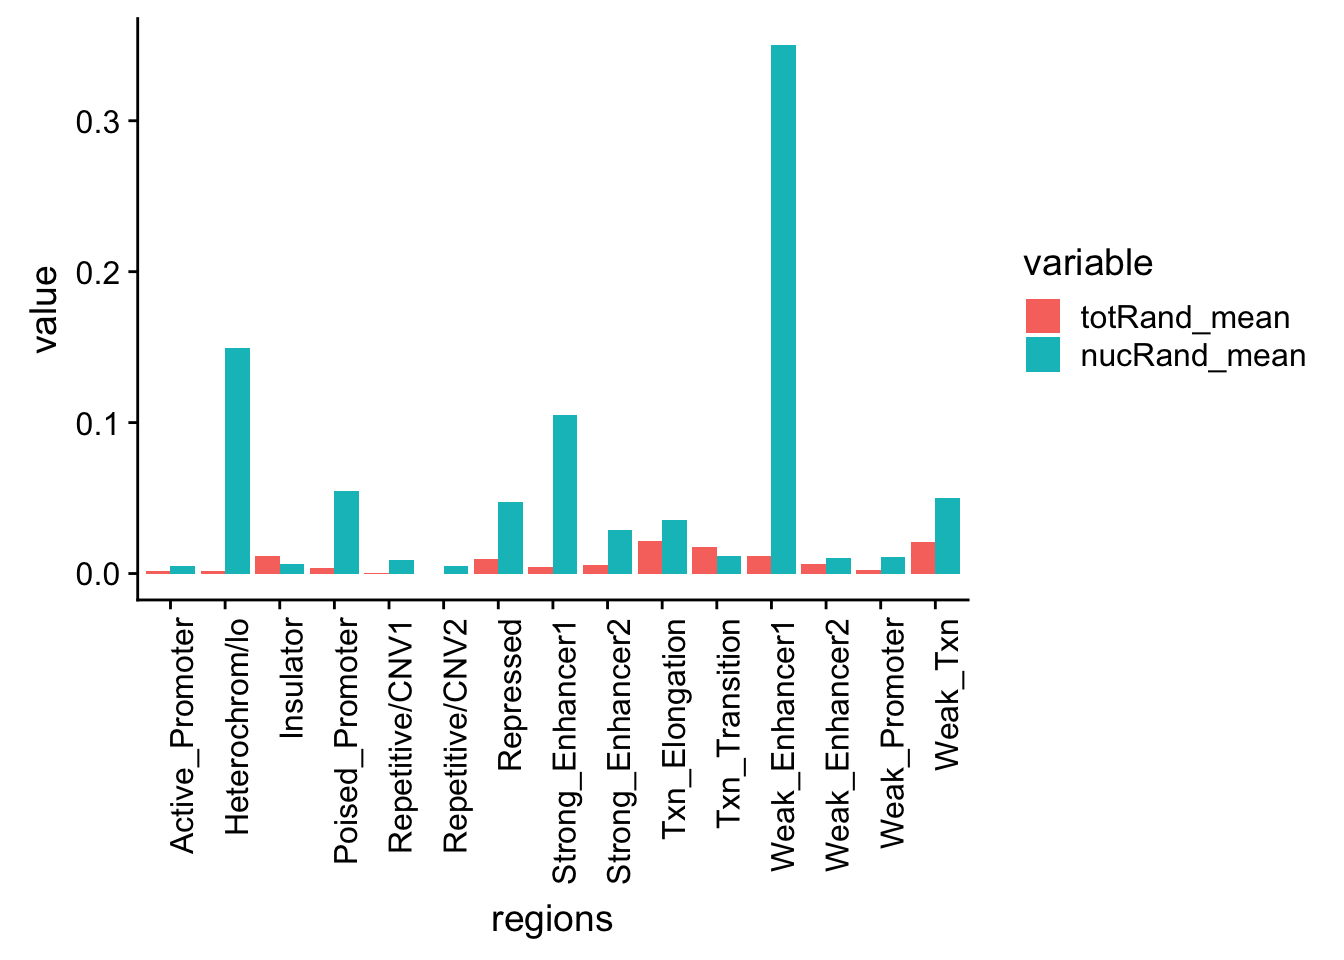 value
0.3
0.2
0.1
0.0
Active_Promoter
Heterochrom/lo
Insulator
Poised_Promoter
Repetitive/CNV1
Repetitive/CNV2
Repressed
Strong_Enhancer1
Strong_Enhancer2
Txn_Elongation
Txn_Transition
Weak_Enhancer1
Weak_Enhancer2
Weak_Promoter
Weak_Txn
regions
variable
totRand_mean
nucRand_mean